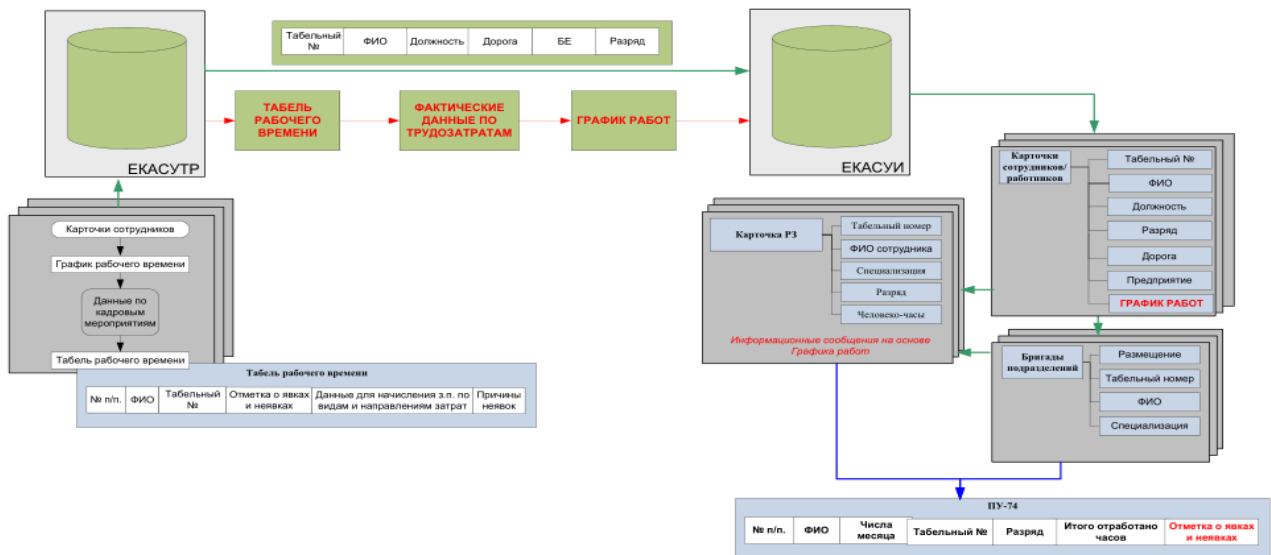 Табельный
№
ФИО
Должность
Дорога
БЕ
Разряд
ТАБЕЛЬ
РАБОЧЕГО
ВРЕМЕНИ
ФАКТИЧЕСКИЕ
ДАННЫЕ ПО
ТРУДОЗАТРАТАМ
ГРАФИК РАБОТ
ЕКАСУТР
ЕКАСУИ
Карточки сотрудников
График рабочего времени
Данные по
кадровым
мероприятиям
Табель рабочего времени
Табель рабочего времени
№ п/п.
ФИО
Табельный
№
Отметка о явках
и неявках
Данные для начисления з.п. по
видам и направлениям затрат
Причины
неявок
Карточки
сотрудников/
работников
Табельный №
ФИО
Должность
Разряд
Дорога
Предприятие
ГРАФИК РАБОТ
Карточка РЗ
Табельный номер
ФИО сотрудника
Специализация
Разряд
Человеко-часы
Информационные сообщения на основе
Графика работ
Бригады
подразделений
Размещение
Табельный номер
ФИО
Специализация
ПУ-74
№ п/п.
ФИО
Числа
месяца
Табельный №
Разряд
Итого отработано
часов
Отметка о явках
и неявках